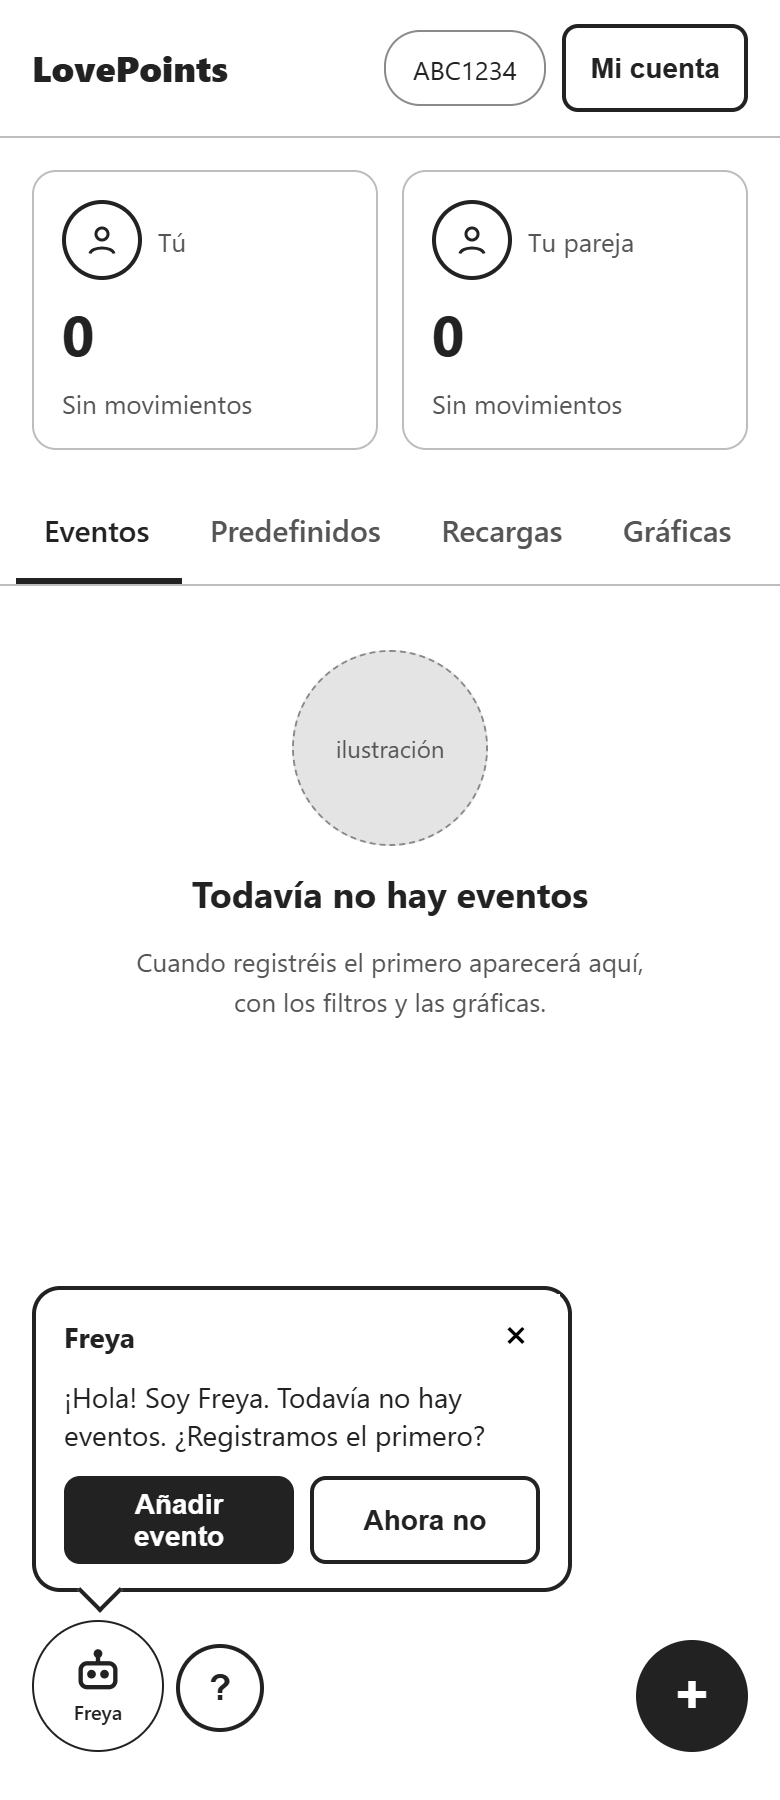 LovePoints
ABC1234
Mi cuenta
Tú
0
Sin movimientos
Tu pareja
0
Sin movimientos
Eventos
Predefinidos
Recargas
Gráficas
ilustración
Todavía no hay eventos
Cuando registréis el primero aparecerá aquí,
con los filtros y las gráficas.
Freya
×
¡Hola! Soy Freya. Todavía no hay
eventos. ¿Registramos el primero?
Añadir
evento
Ahora no
Freya
?
+